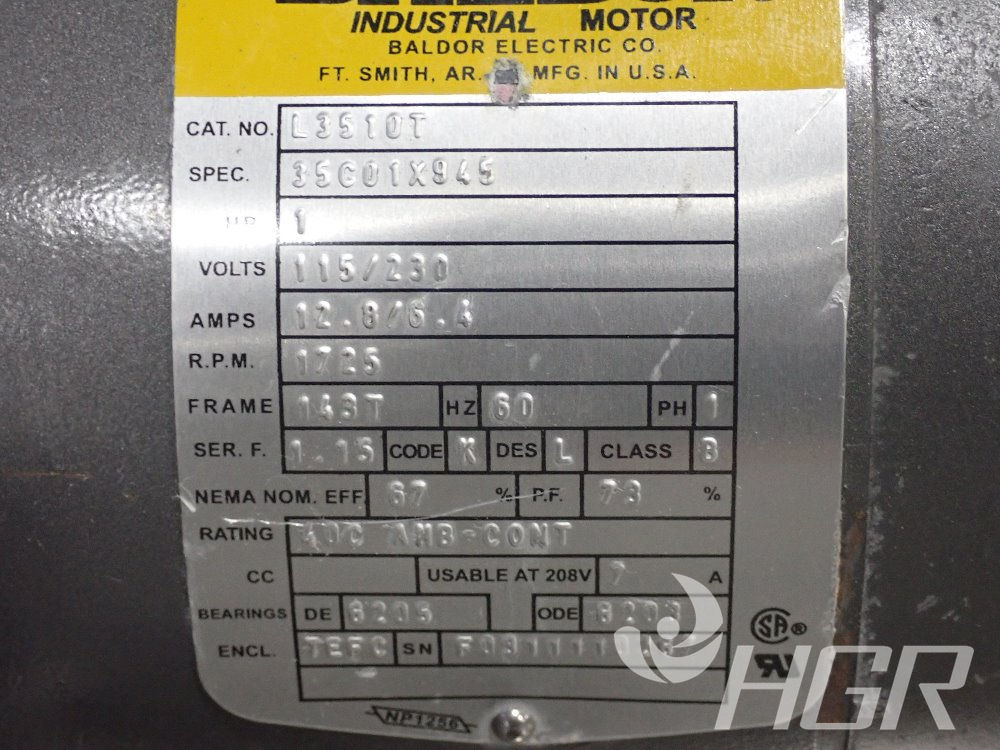 INDUSTRIAL MOTOR
BALDOR ELECTRIC CO.
FT. SMITH, AR. MFG. IN U.S.A.
CAT. NO. L3510T
SPEC. 35C01X945
HP 1
VOLTS 115/230
AMPS 12.8/6.4
R.P.M. 1725
FRAME 143T HZ 60 PH 1
SER. F. 1.15 CODE K DES L CLASS B
NEMA NOM. EFF. 67 % P.F. 73 %
RATING 40C AMB-CONT
CC USABLE AT 208V 7 A
BEARINGS DE 6205 ODE 6203
ENCL. TEFC SN
NP1256
SA ®
HGR